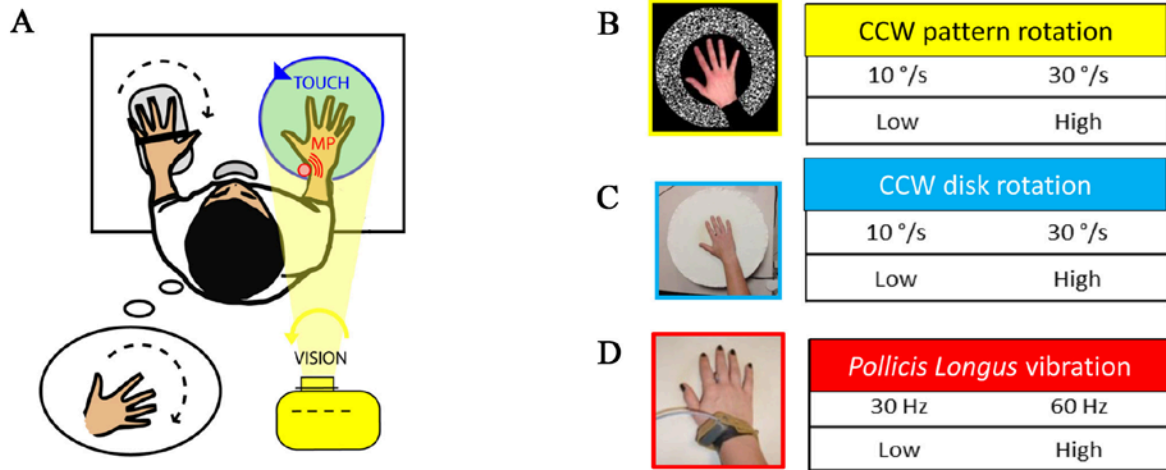 A
TOUCH
MP
VISION
B
CCW pattern rotation
10 °/s 30 °/s
Low High
C
CCW disk rotation
10 °/s 30 °/s
Low High
D
Pollicis Longus vibration
30 Hz 60 Hz
Low High